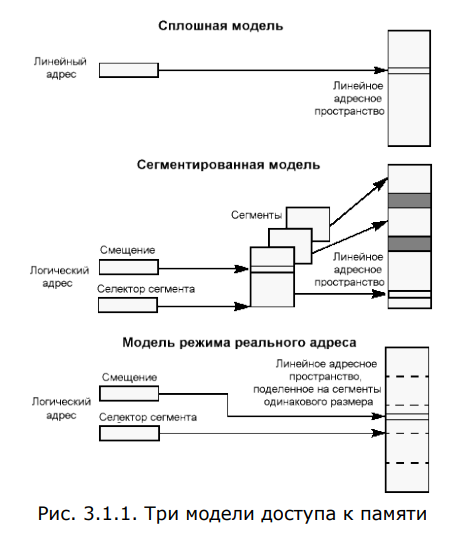 Сплошная модель
Линейный
адрес
Линейное
адресное
пространство
Сегментированная модель
Сегменты
Смещение
Логический
адрес
Селектор сегмента
Линейное
адресное
пространство
Модель режима реального адреса
Линейное адресное
пространство,
поделенное на сегменты
одинакового размера
Смещение
Логический
адрес
Селектор сегмента
Рис. 3.1.1. Три модели доступа к памяти